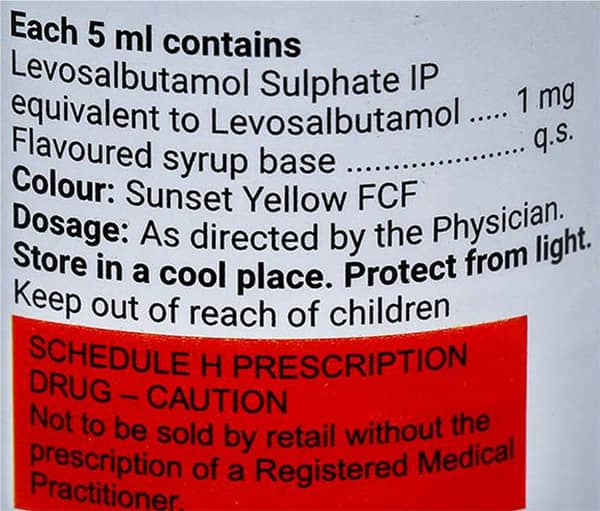 Each 5 ml contains
Levosalbutamol Sulphate IP
equivalent to Levosalbutamol ..... 1 mg
Flavoured syrup base ...................... q.s.
Colour: Sunset Yellow FCF
Dosage: As directed by the Physician.
Store in a cool place. Protect from light.
Keep out of reach of children
SCHEDULE H PRESCRIPTION
DRUG – CAUTION
Not to be sold by retail without the
prescription of a Registered Medical
Practitioner.